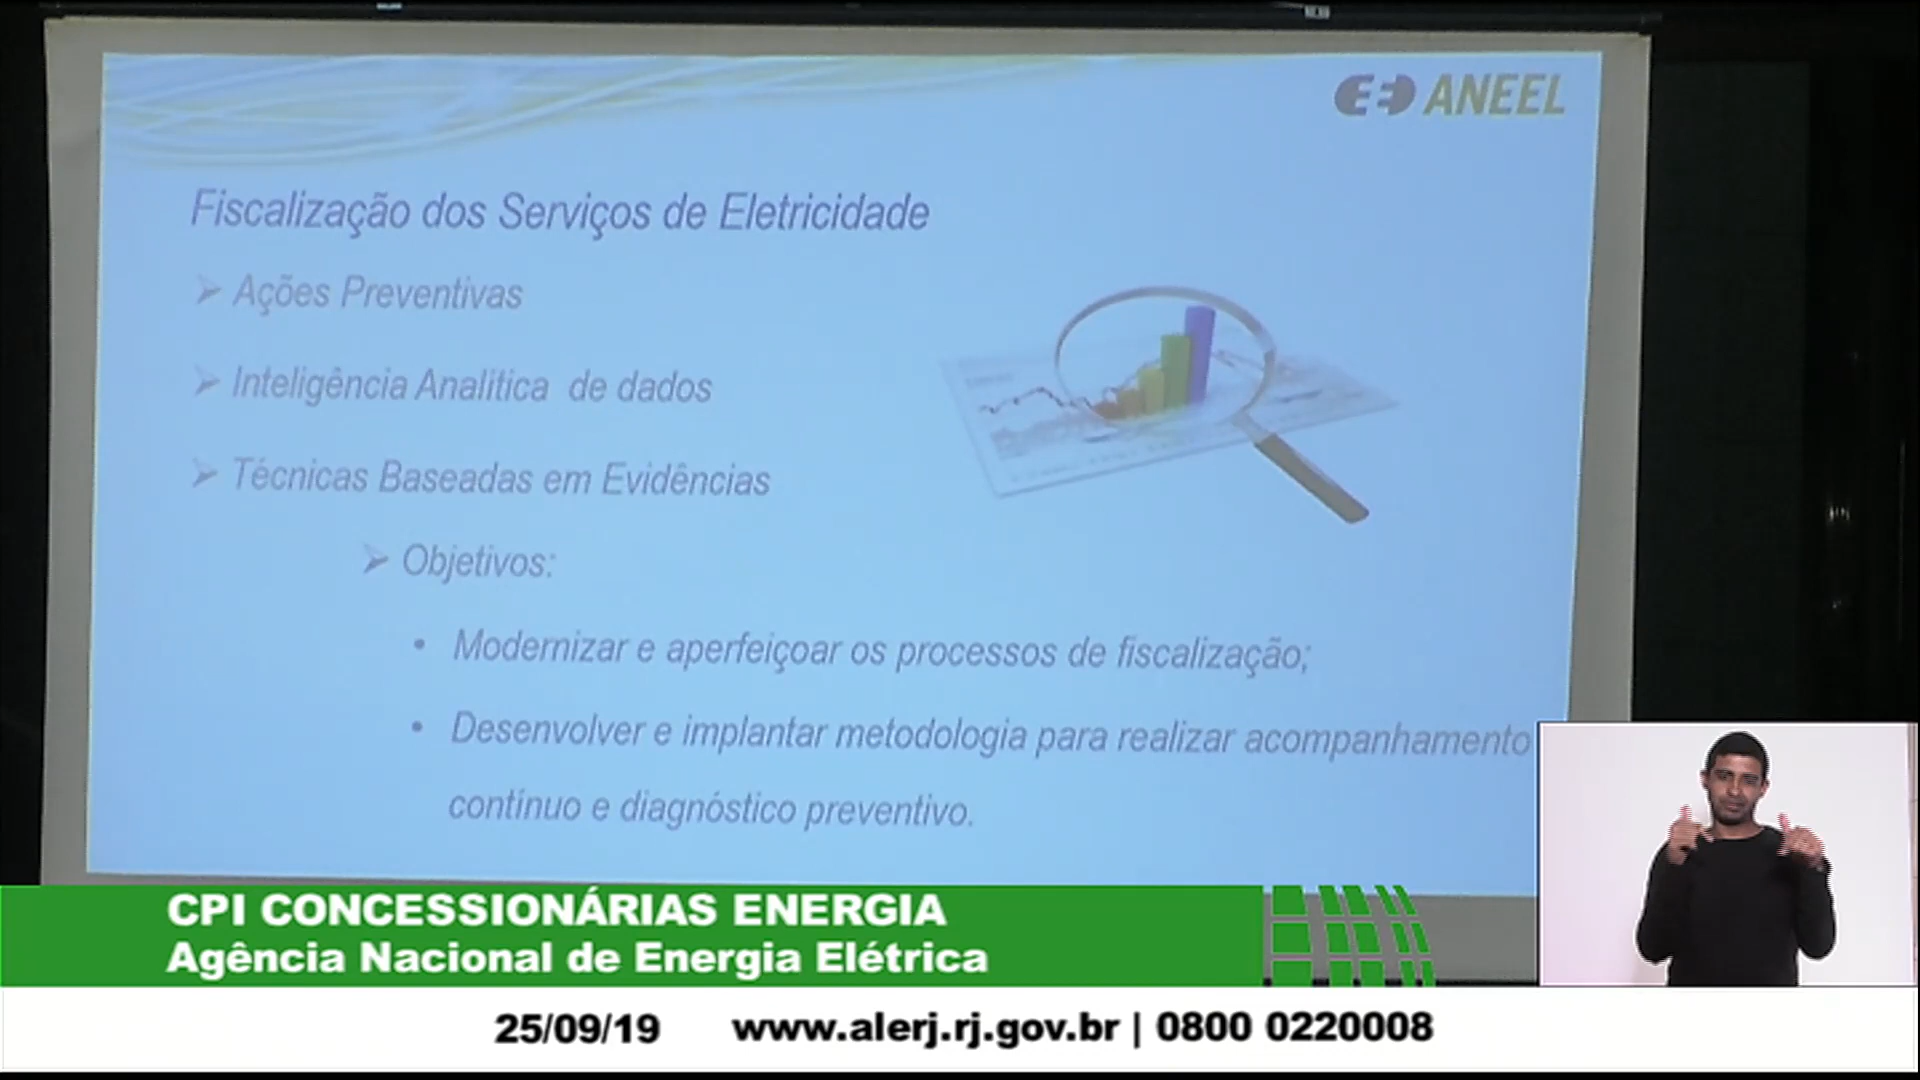 ANEEL
Fiscalização dos Serviços de Eletricidade
Ações Preventivas
Inteligência Analítica de dados
Técnicas Baseadas em Evidências
Objetivos:
Modernizar e aperfeiçoar os processos de fiscalização;
Desenvolver e implantar metodologia para realizar acompanhamento
contínuo e diagnóstico preventivo.
CPI CONCESSIONÁRIAS ENERGIA
Agência Nacional de Energia Elétrica
25/09/19 www.alerj.rj.gov.br | 0800 0220008